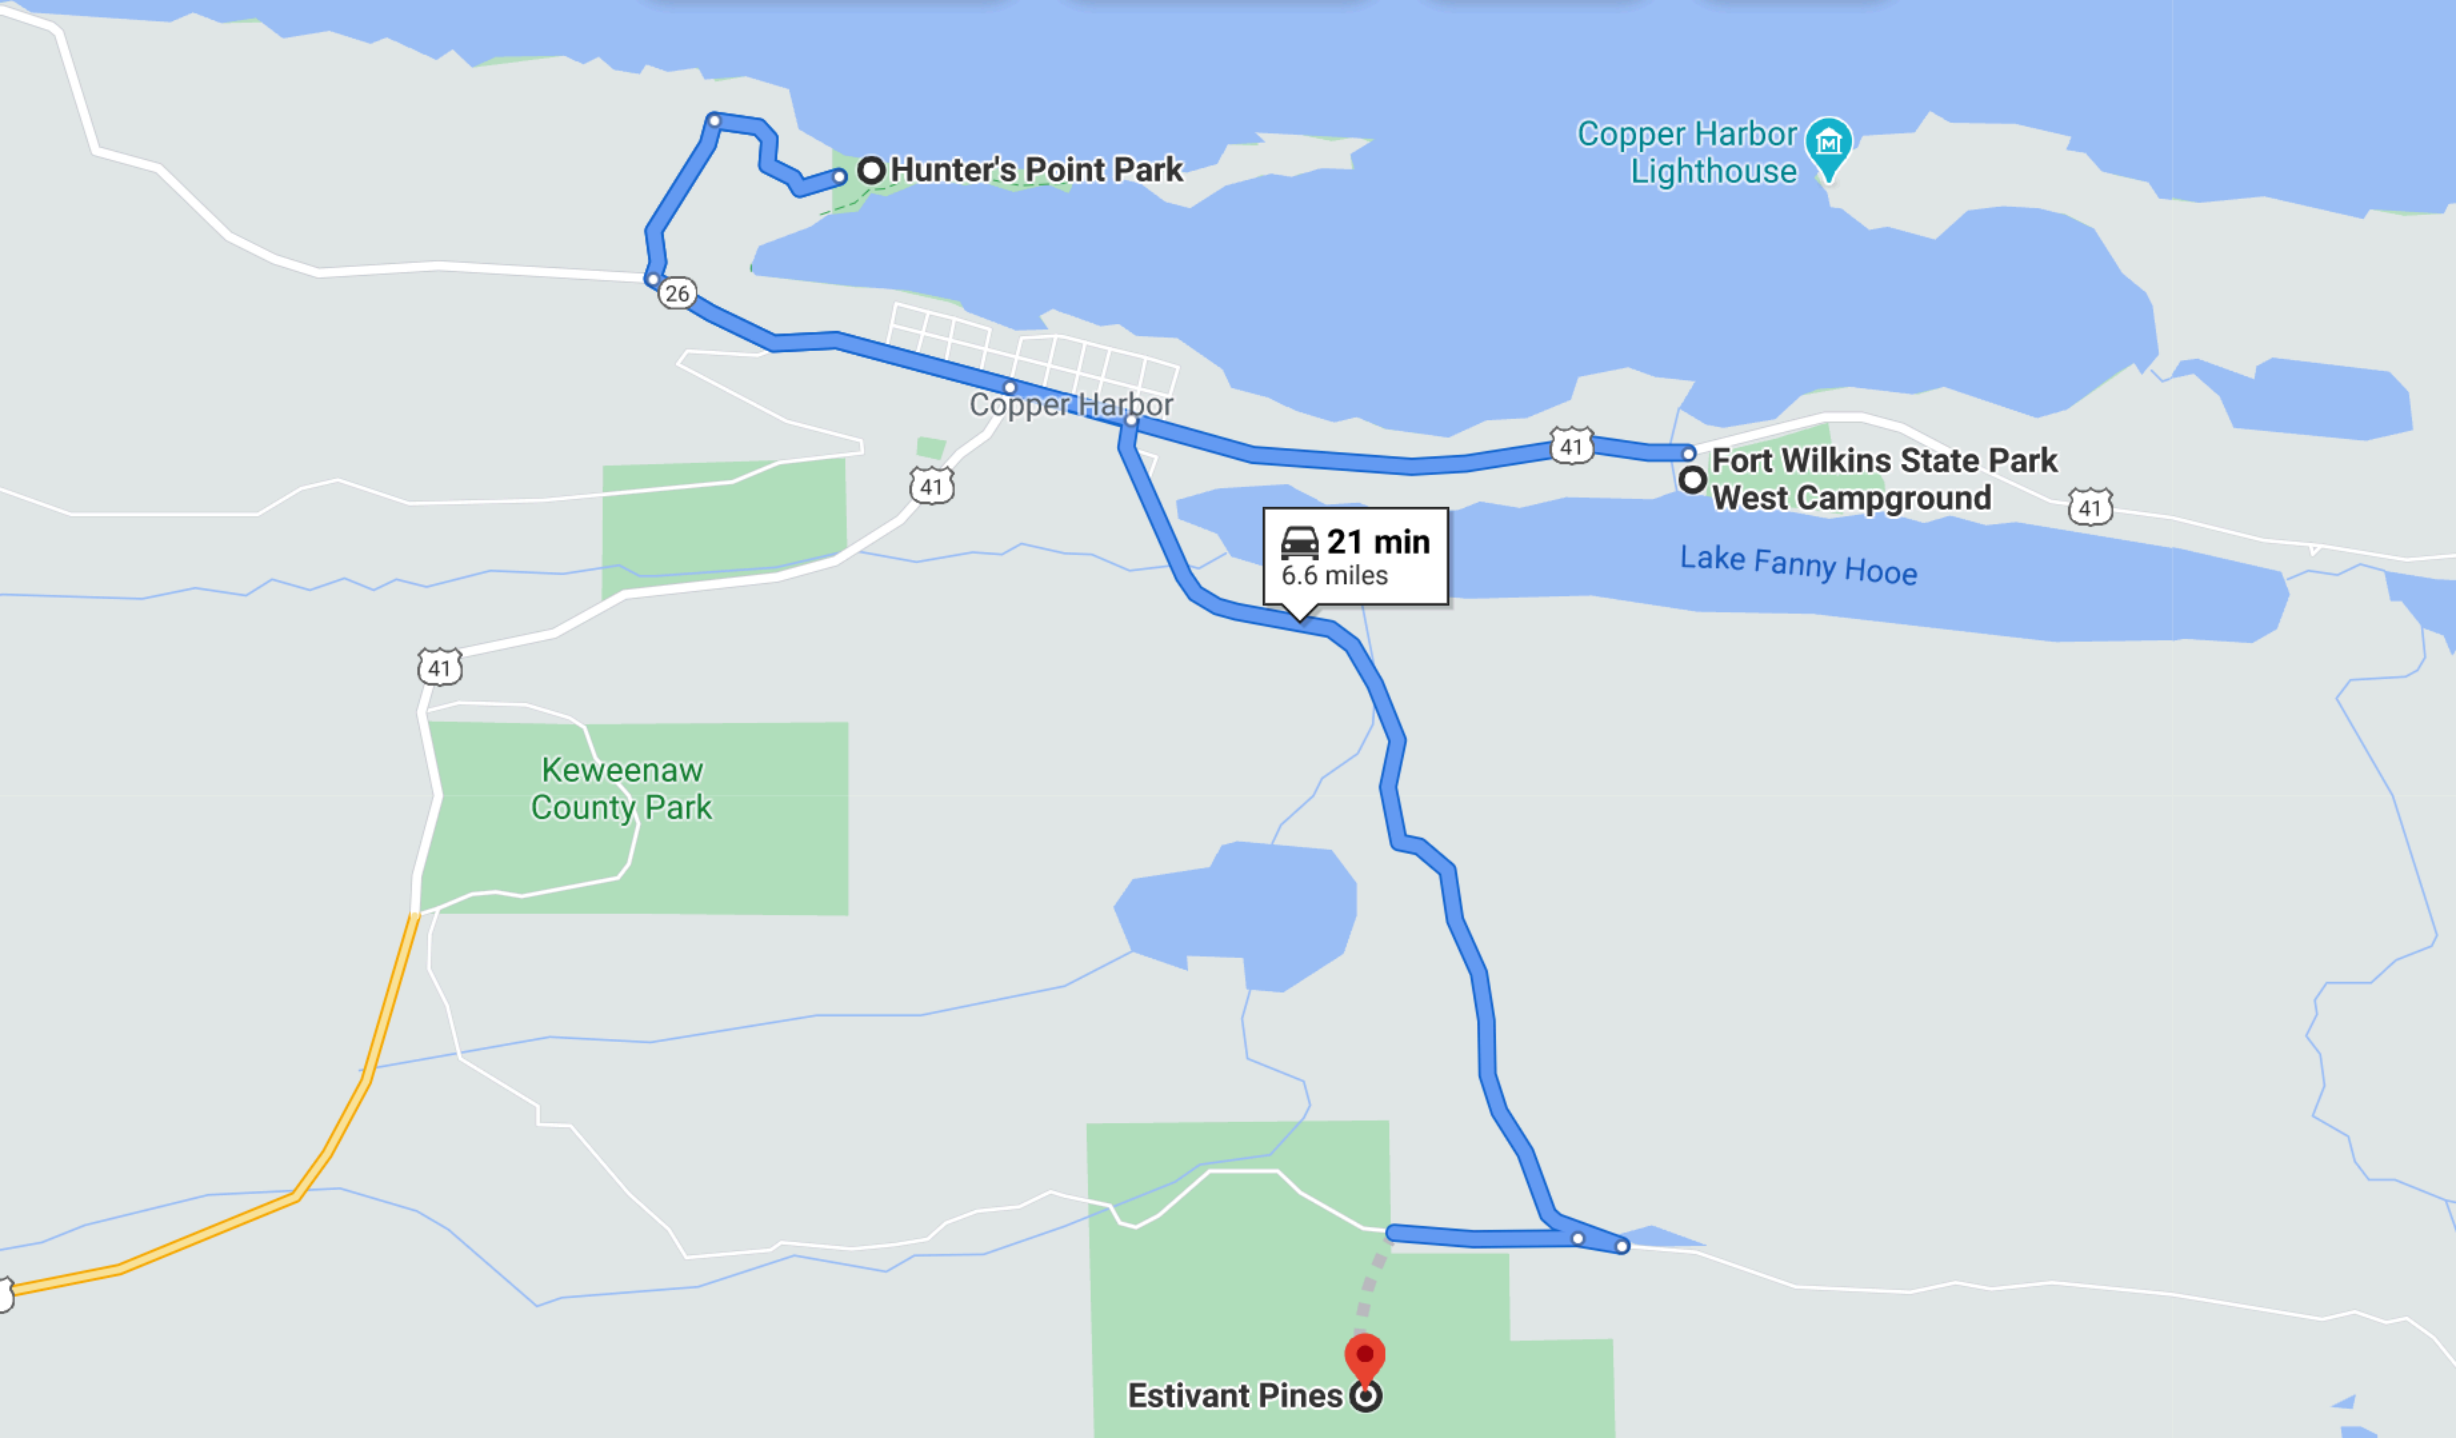 Copper Harbor
Lighthouse
Hunter's Point Park
26
Copper Harbor
41
Fort Wilkins State Park
West Campground
41
41
21 min
6.6 miles
Lake Fanny Hooe
41
Keweenaw
County Park
Estivant Pines